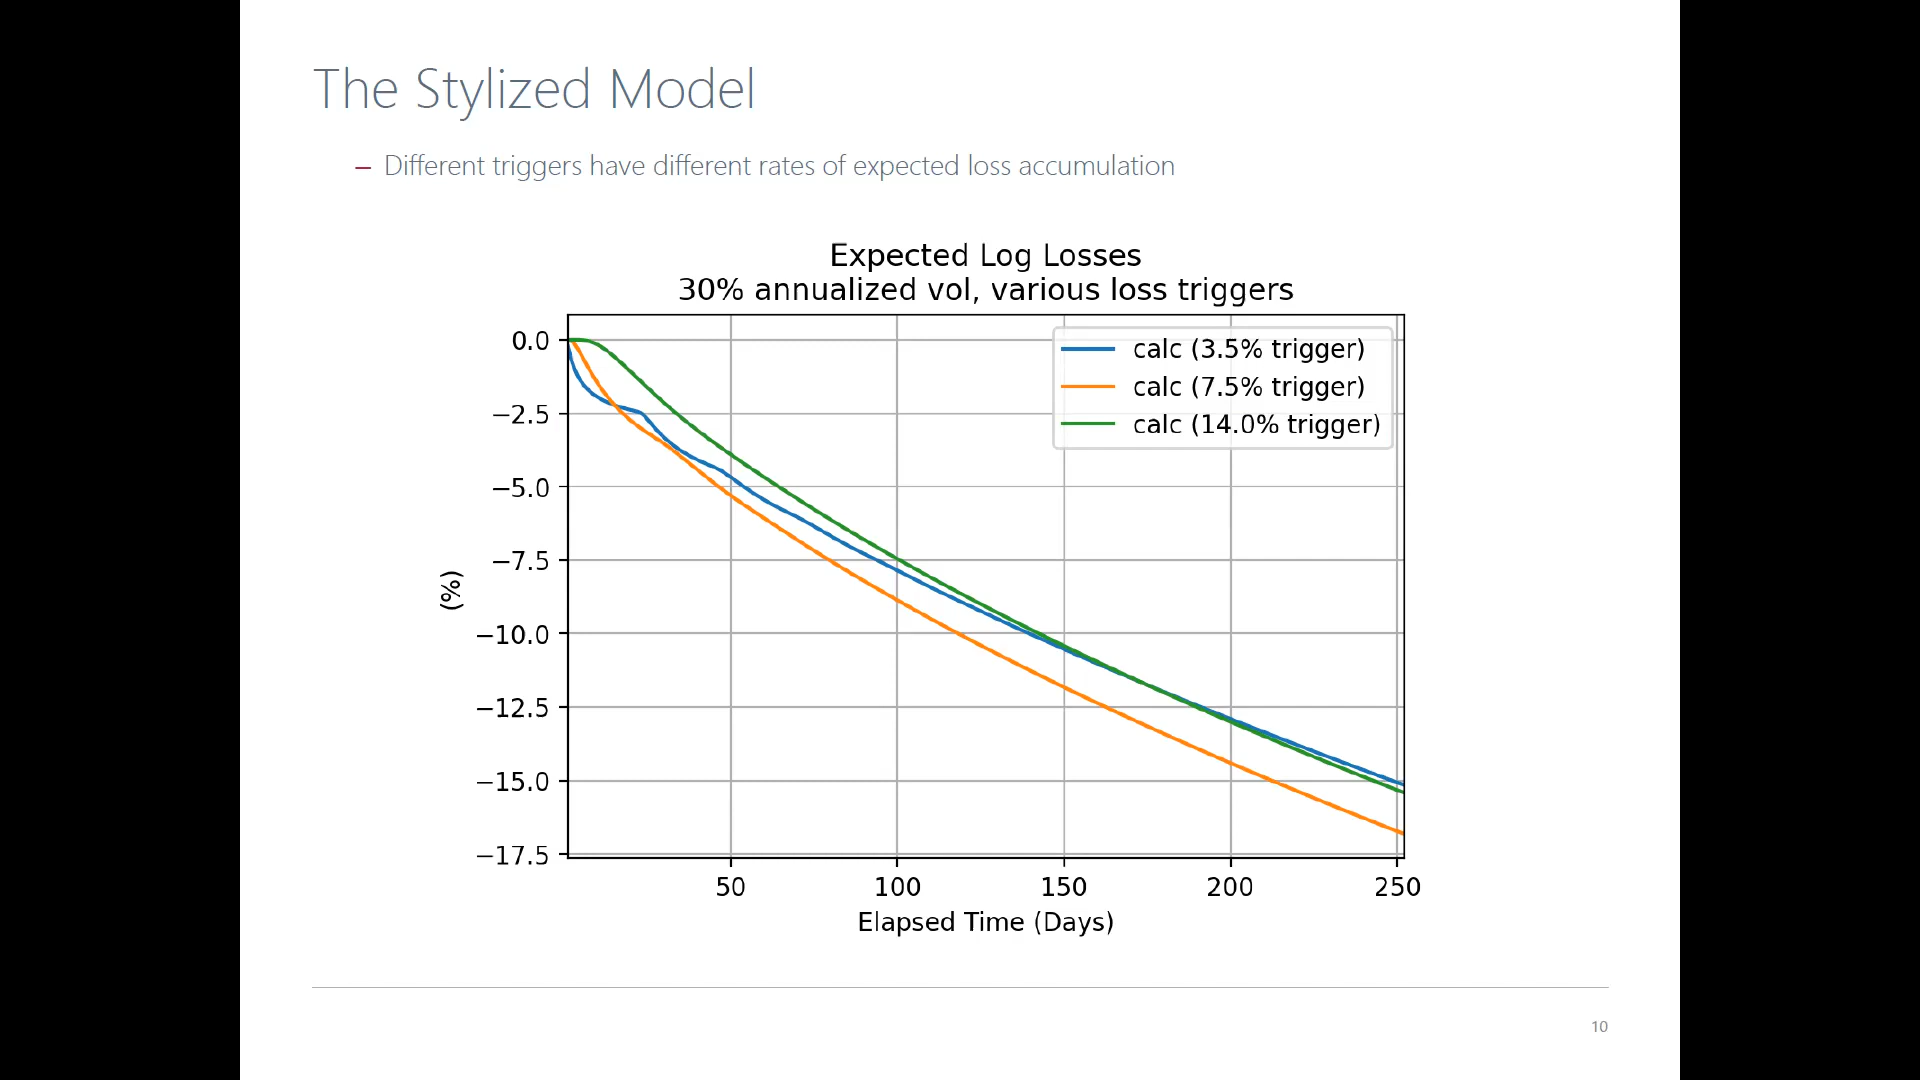 The Stylized Model
– Different triggers have different rates of expected loss accumulation
Expected Log Losses
30% annualized vol, various loss triggers
calc (3.5% trigger)
calc (7.5% trigger)
calc (14.0% trigger)
0.0
−2.5
−5.0
−7.5
−10.0
−12.5
−15.0
−17.5
(%)
50 100 150 200 250
Elapsed Time (Days)
10